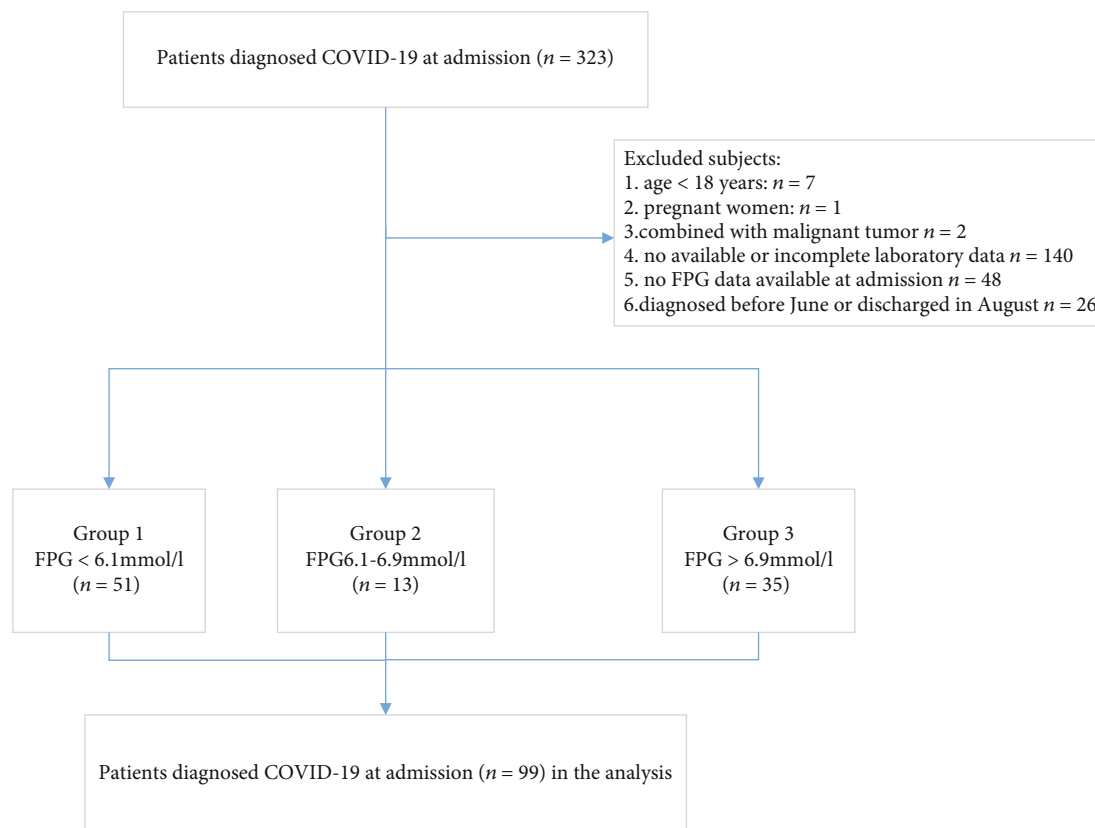 Patients diagnosed COVID-19 at admission (n = 323)
Excluded subjects:
1. age < 18 years: n = 7
2. pregnant women: n = 1
3.combined with malignant tumor n = 2
4. no available or incomplete laboratory data n = 140
5. no FPG data available at admission n = 48
6.diagnosed before June or discharged in August n = 26
Group 1
FPG < 6.1mmol/l
(n = 51)
Group 2
FPG6.1-6.9mmol/l
(n = 13)
Group 3
FPG > 6.9mmol/l
(n = 35)
Patients diagnosed COVID-19 at admission (n = 99) in the analysis